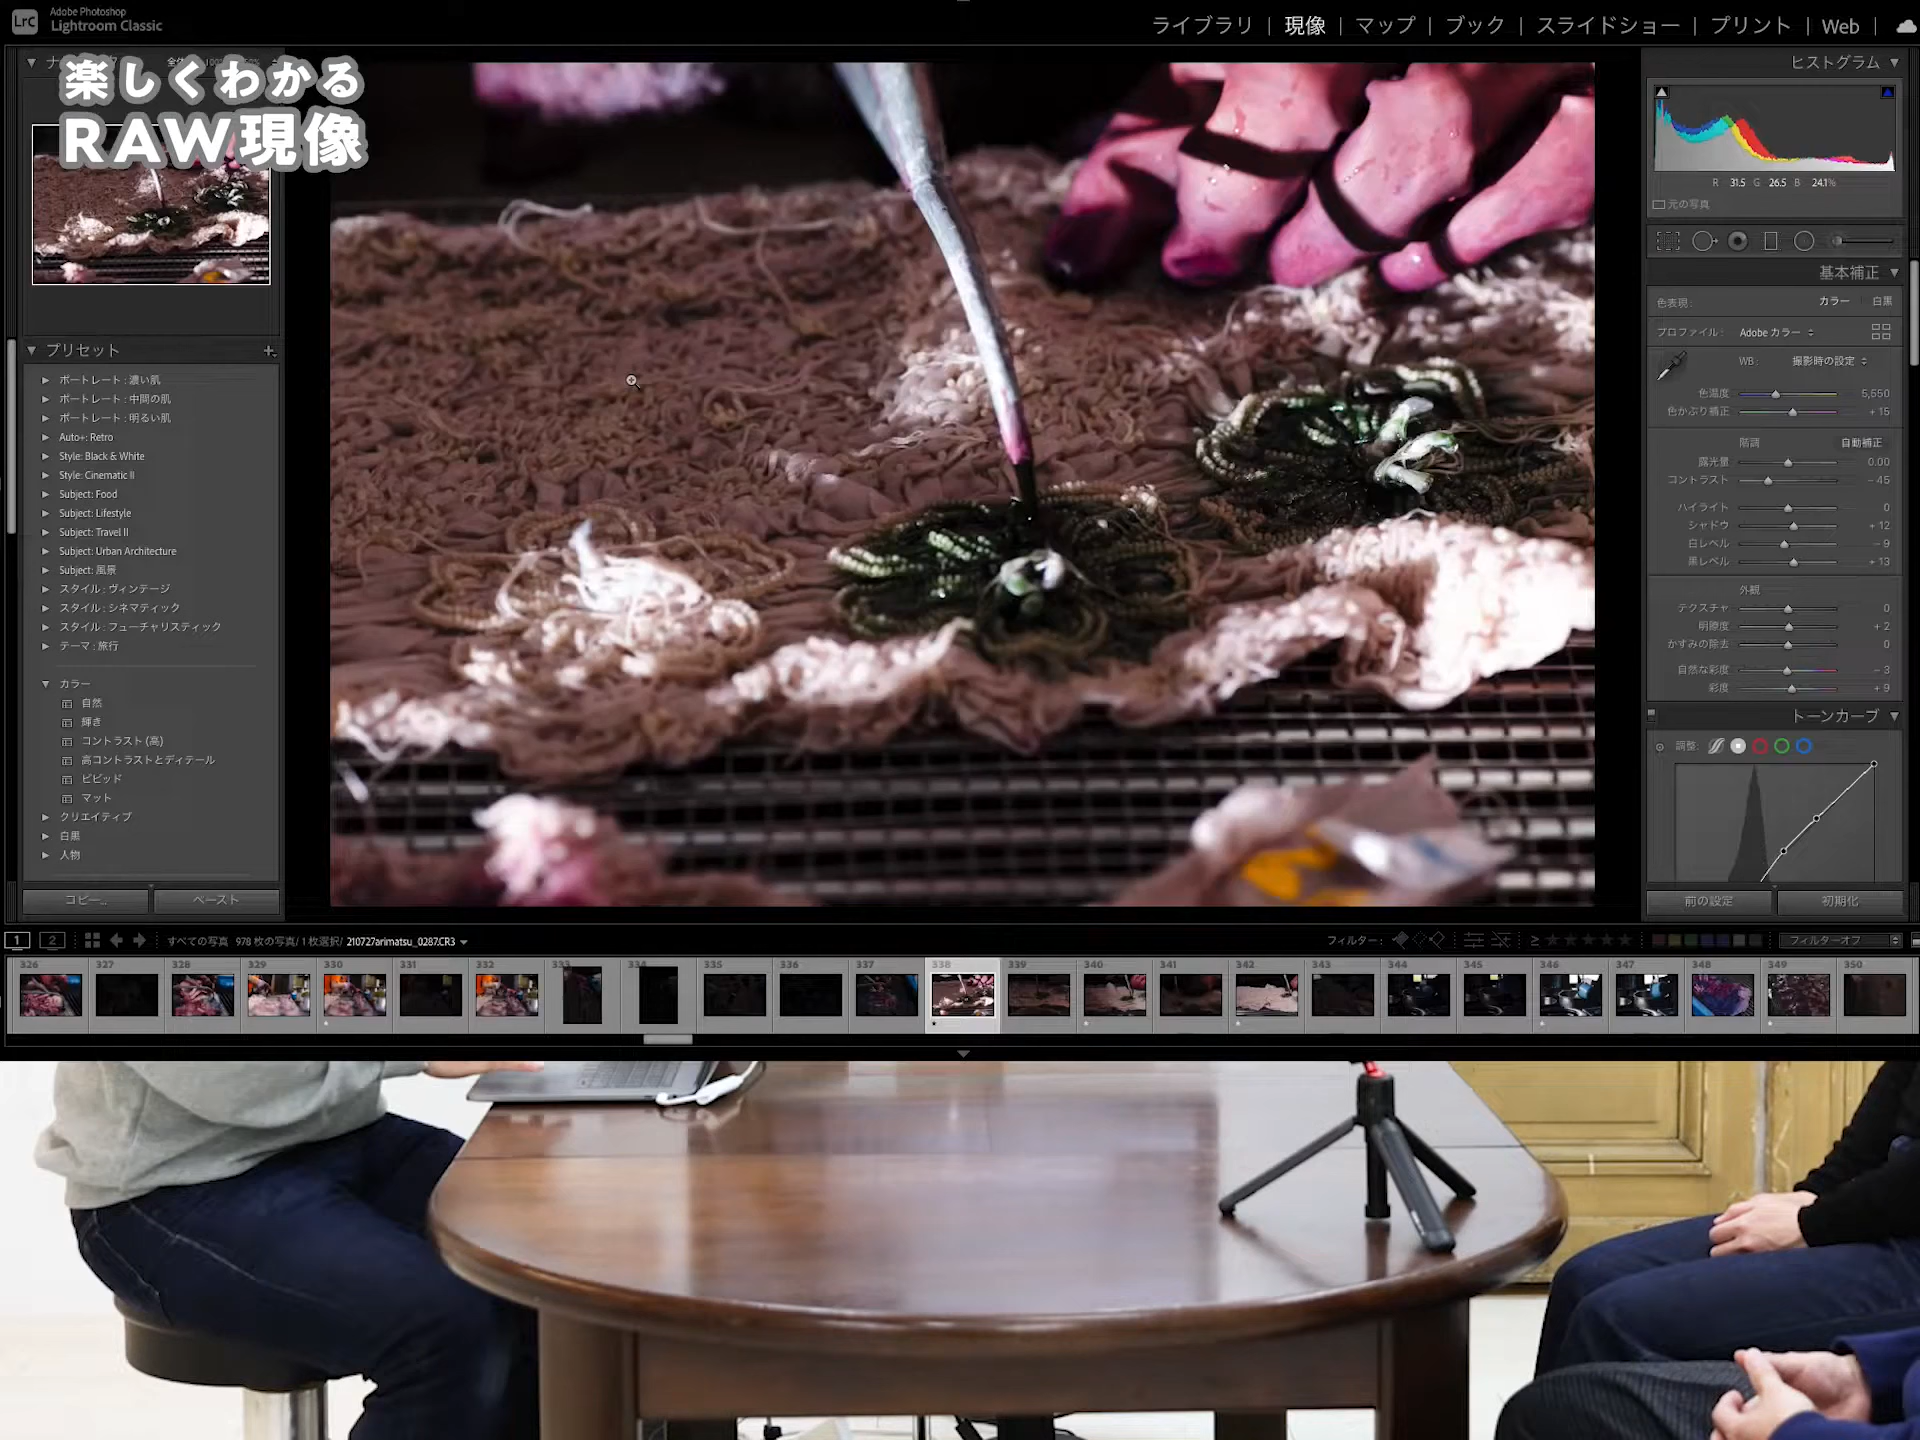 Adobe Photoshop
Lightroom Classic
ライブラリ | 現像 | マップ | ブック | スライドショー | プリント | Web |
楽しくわかる
RAW現像
プリセット
ポートレート : 濃い肌
ポートレート : 中間の肌
ポートレート : 明るい肌
Auto+: Retro
Style: Black & White
Style: Cinematic II
Subject: Food
Subject: Lifestyle
Subject: Travel II
Subject: Urban Architecture
Subject: 風景
スタイル : ヴィンテージ
スタイル : シネマティック
スタイル : フューチャリスティック
テーマ : 旅行
カラー
自然
輝き
コントラスト (高)
高コントラストとディテール
ビビッド
マット
クリエイティブ
白黒
人物
コピー...
ペースト
ヒストグラム
R 31.5 G 26.5 B 24.1%
元の写真
基本補正
色表現 : カラー 白黒
プロファイル : Adobe カラー
WB : 撮影時の設定
色温度 5,550
色かぶり補正 + 15
階調 自動補正
露光量 0.00
コントラスト - 45
ハイライト 0
シャドウ + 12
白レベル - 9
黒レベル + 13
外観
テクスチャ 0
明瞭度 + 2
かすみの除去 0
自然な彩度 - 3
彩度 + 9
トーンカーブ
調整 :
前の設定
初期化
1 2 すべての写真 978 枚の写真/ 1 枚選択/ 210727arimatsu_0287.CR3
フィルター : ≥ フィルターオフ
326 327 328 329 330 331 332 333 334 335 336 337 338 339 340 341 342 343 344 345 346 347 348 349 350